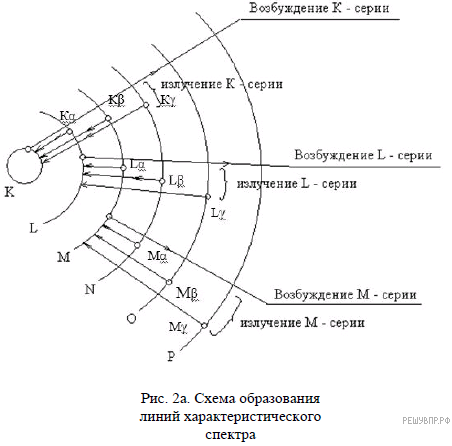 Возбуждение K - серии
излучение K - серии
Kα
Kβ
Kγ
K
Возбуждение L - серии
Lα
Lβ
излучение L - серии
Lγ
L
M
Mα
N
Mβ
Возбуждение M - серии
O
Mγ
излучение M - серии
P
Рис. 2а. Схема образования
линий характеристического
спектра
РЕШУВПР.РФ